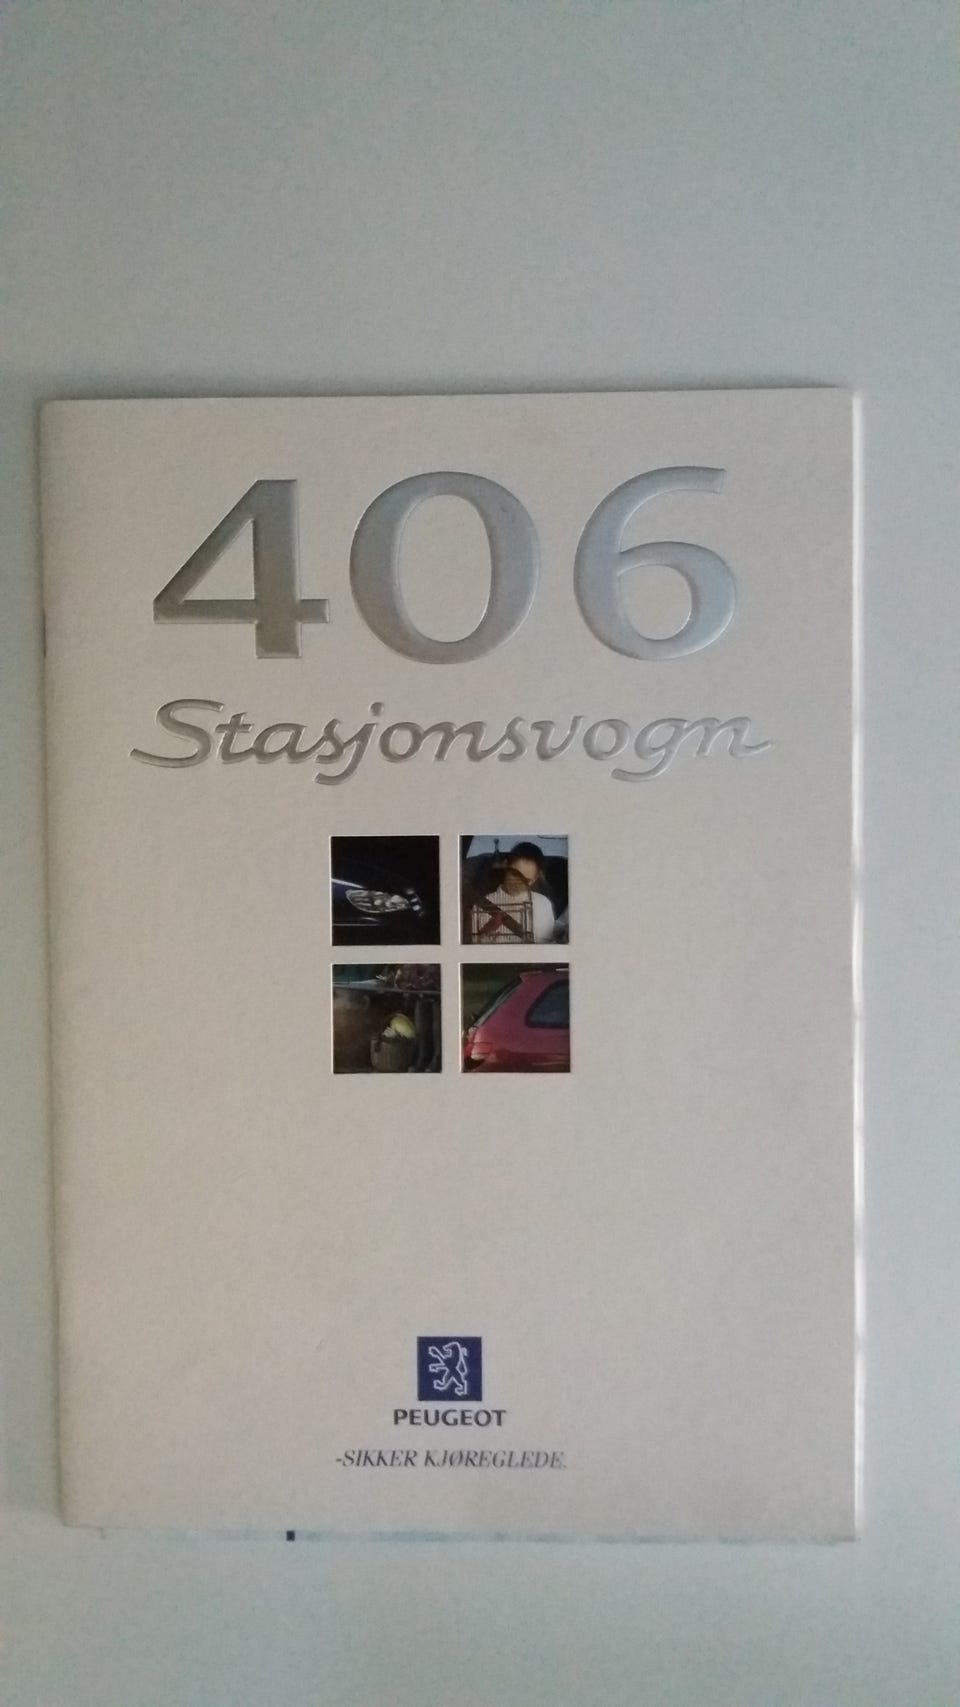 406
Stasjonsvogn
PEUGEOT
-SIKKER KJØREGLEDE.